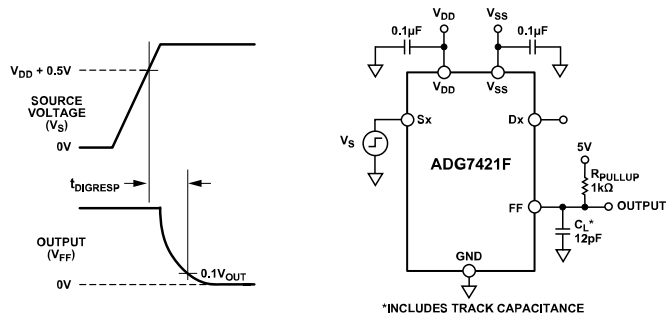 V_DD + 0.5V
SOURCE
VOLTAGE
(V_S)
0V
t_DIGRESP
OUTPUT
(V_FF)
0V
0.1V_OUT
V_DD
V_SS
0.1µF
0.1µF
V_DD
V_SS
V_S
Sx
Dx
ADG7421F
5V
R_PULLUP
1kΩ
FF
OUTPUT
C_L*
12pF
GND
*INCLUDES TRACK CAPACITANCE